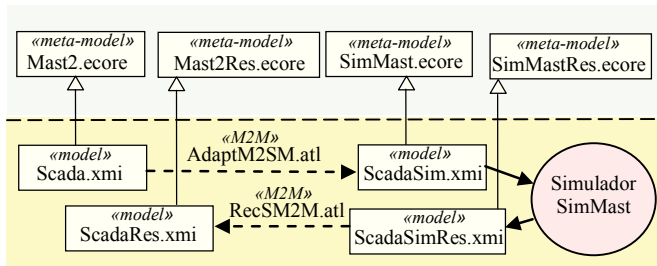 «meta-model»
Mast2.ecore
«meta-model»
Mast2Res.ecore
«meta-model»
SimMast.ecore
«meta-model»
SimMastRes.ecore
«model»
Scada.xmi
«M2M»
AdaptM2SM.atl
«model»
ScadaSim.xmi
Simulador
SimMast
«model»
ScadaRes.xmi
«M2M»
RecSM2M.atl
«model»
ScadaSimRes.xmi